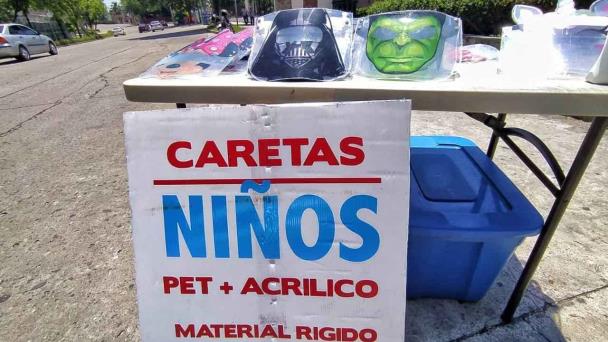 CARETAS
NIÑOS
PET + ACRILICO
MATERIAL RIGIDO